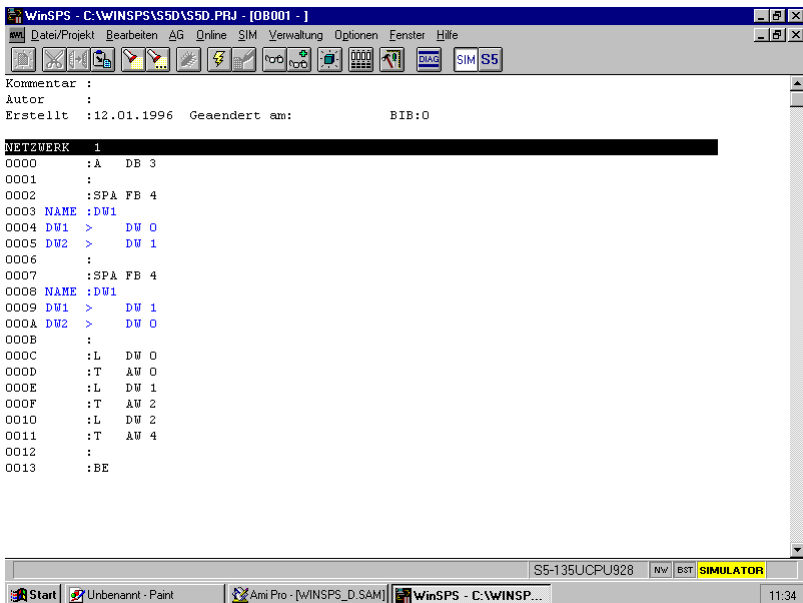 WinSPS - C:\WINSPS\S5D\S5D.PRJ - [OB001 - ]
AWL Datei/Projekt Bearbeiten AG Online SIM Verwaltung Optionen Fenster Hilfe
DIAG SIM S5
Kommentar :
Autor :
Erstellt :12.01.1996 Geaendert am: BIB:0
NETZWERK 1
0000 :A DB 3
0001 :
0002 :SPA FB 4
0003 NAME :DW1
0004 DW1 > DW 0
0005 DW2 > DW 1
0006 :
0007 :SPA FB 4
0008 NAME :DW1
0009 DW1 > DW 1
000A DW2 > DW 0
000B :
000C :L DW 0
000D :T AW 0
000E :L DW 1
000F :T AW 2
0010 :L DW 2
0011 :T AW 4
0012 :
0013 :BE
S5-135UCPU928 NW BST SIMULATOR
Start Unbenannt - Paint Ami Pro - [WINSPS_D.SAM] WinSPS - C:\WINSP... 11:34